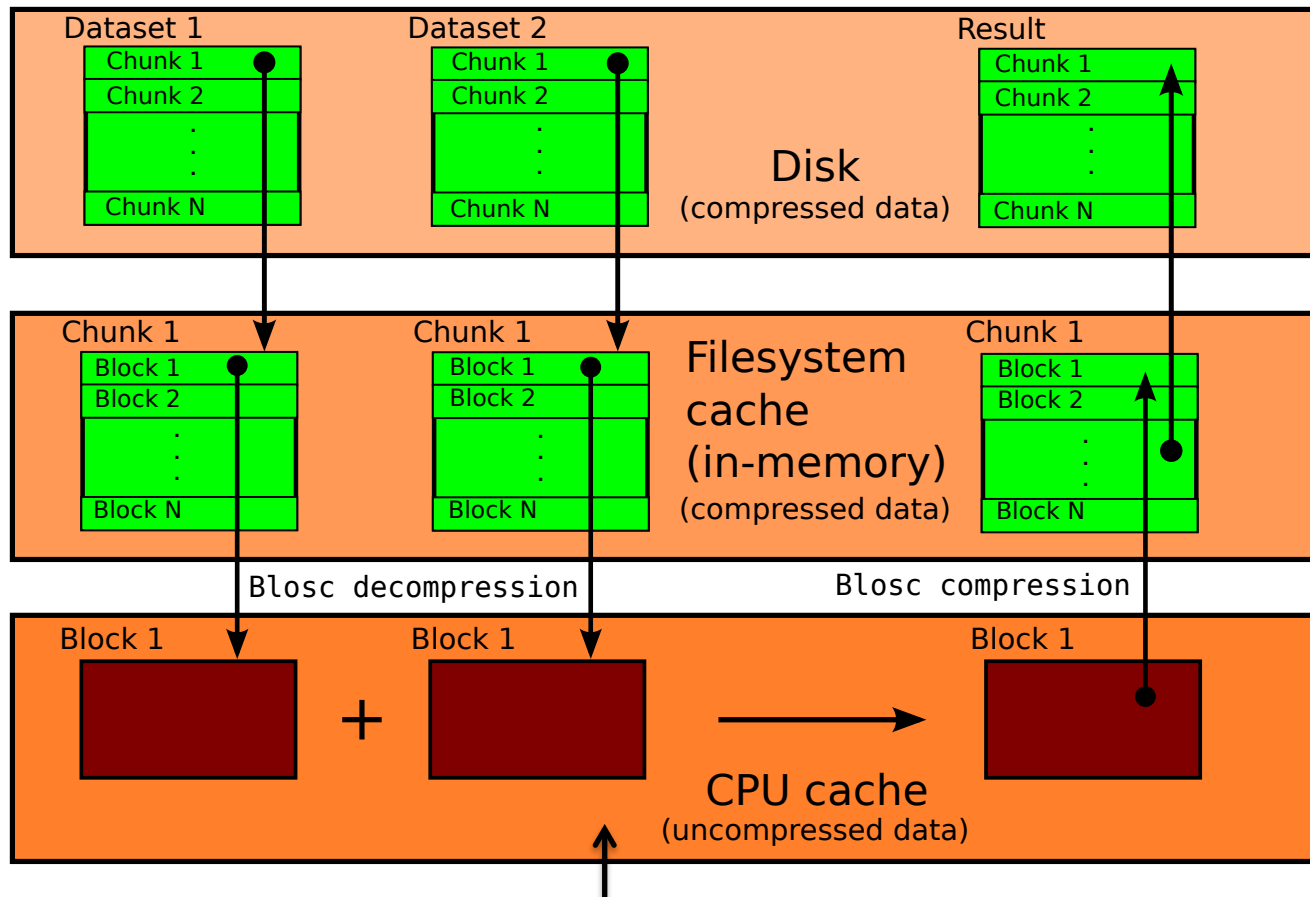 Dataset 1
Dataset 2
Result
Chunk 1
Chunk 1
Chunk 1
Chunk 2
Chunk 2
Chunk 2
.
.
.
.
.
.
.
.
.
Disk
(compressed data)
Chunk N
Chunk N
Chunk N
Chunk 1
Chunk 1
Chunk 1
Filesystem
cache
(in-memory)
(compressed data)
Block 1
Block 1
Block 1
Block 2
Block 2
Block 2
.
.
.
.
.
.
.
.
.
Block N
Block N
Block N
Blosc decompression
Blosc compression
Block 1
Block 1
Block 1
+
CPU cache
(uncompressed data)